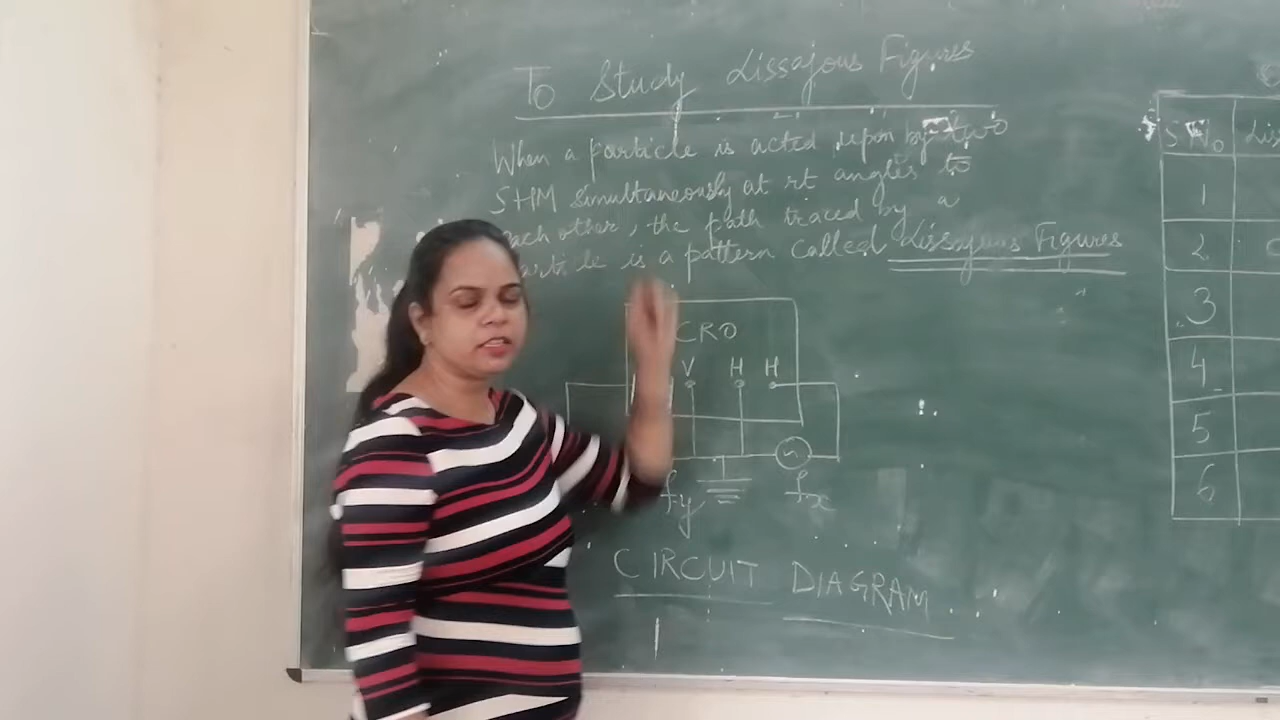 To Study Lissajous Figures
When a particle is acted upon by two
SHM simultaneously at rt angles to
each other, the path traced by a
particle is a pattern called Lissajous Figures
CRO
V H H
fy fx
CIRCUIT DIAGRAM
S No
1
2
3
4
5
6